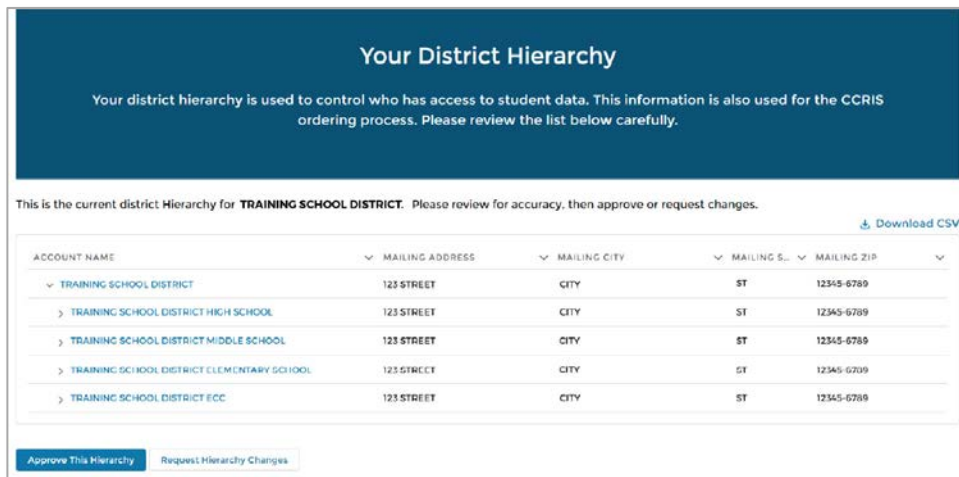 Your District Hierarchy
Your district hierarchy is used to control who has access to student data. This information is also used for the CCRIS
ordering process. Please review the list below carefully.
This is the current district Hierarchy for TRAINING SCHOOL DISTRICT. Please review for accuracy, then approve or request changes.
Download CSV
ACCOUNT NAME MAILING ADDRESS MAILING CITY MAILING S... MAILING ZIP
TRAINING SCHOOL DISTRICT 123 STREET CITY ST 12345-6789
TRAINING SCHOOL DISTRICT HIGH SCHOOL 123 STREET CITY ST 12345-6789
TRAINING SCHOOL DISTRICT MIDDLE SCHOOL 123 STREET CITY ST 12345-6789
TRAINING SCHOOL DISTRICT ELEMENTARY SCHOOL 123 STREET CITY ST 12345-6789
TRAINING SCHOOL DISTRICT ECC 123 STREET CITY ST 12345-6789
Approve This Hierarchy Request Hierarchy Changes